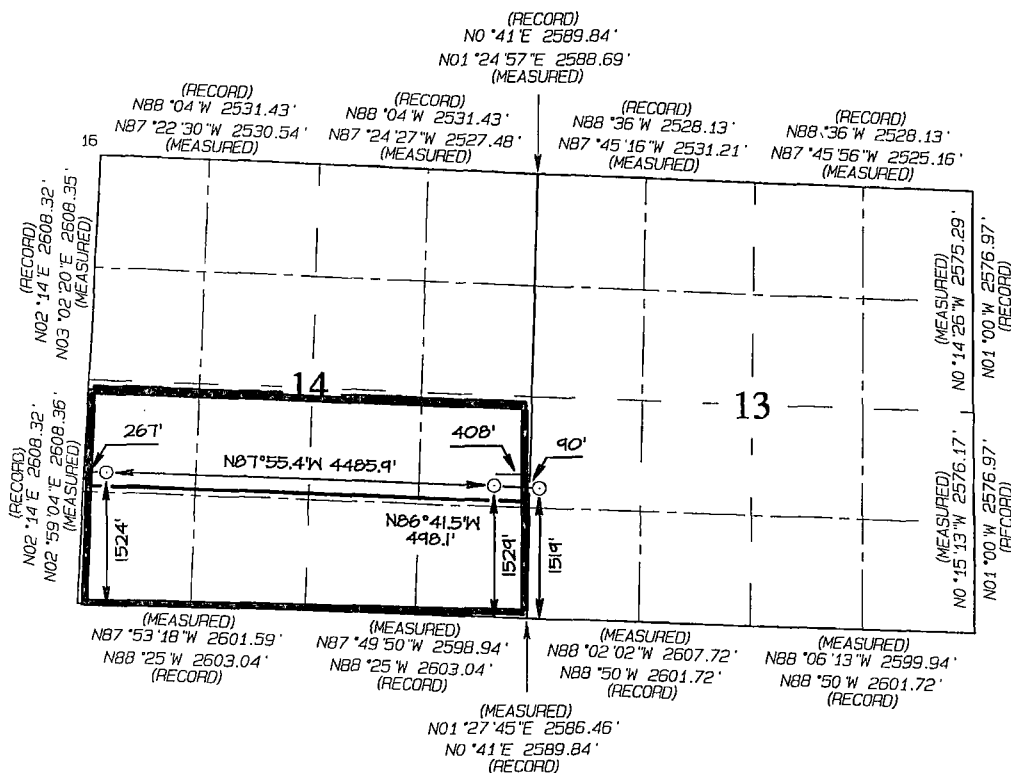 (RECORD)
N0°41'E 2589.84'
N01°24'57"E 2588.69'
(MEASURED)
(RECORD)
N88°04'W 2531.43'
N87°22'30"W 2530.54'
(MEASURED)
(RECORD)
N88°04'W 2531.43'
N87°24'27"W 2527.48'
(MEASURED)
(RECORD)
N88°36'W 2528.13'
N87°45'16"W 2531.21'
(MEASURED)
(RECORD)
N88°36'W 2528.13'
N87°45'56"W 2525.16'
(MEASURED)
16
(RECORD)
N02°14'E 2608.32'
N03°02'20"E 2608.35'
(MEASURED)
(MEASURED)
N0°14'26"W 2575.29'
N01°00'W 2576.97'
(RECORD)
14
13
267'
408'
90'
N87°55.4'W 4485.9'
N86°41.5'W
498.1'
1524'
1529'
1519'
(RECORD)
N02°14'E 2608.32'
N02°59'04"E 2608.36'
(MEASURED)
(MEASURED)
N0°15'13"W 2576.17'
N01°00'W 2576.97'
(RECORD)
(MEASURED)
N87°53'18"W 2601.59'
N88°25'W 2603.04'
(RECORD)
(MEASURED)
N87°49'50"W 2598.94'
N88°25'W 2603.04'
(RECORD)
(MEASURED)
N88°02'02"W 2607.72'
N88°50'W 2601.72'
(RECORD)
(MEASURED)
N88°06'13"W 2599.94'
N88°50'W 2601.72'
(RECORD)
(MEASURED)
N01°27'45"E 2586.46'
N0°41'E 2589.84'
(RECORD)